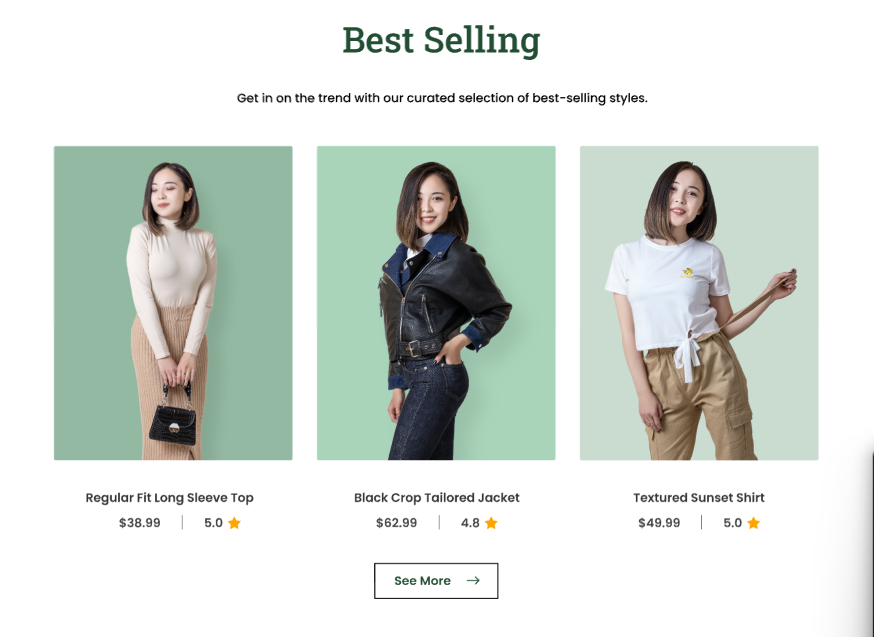 Best Selling
Get in on the trend with our curated selection of best-selling styles.
Regular Fit Long Sleeve Top
$38.99 | 5.0
Black Crop Tailored Jacket
$62.99 | 4.8
Textured Sunset Shirt
$49.99 | 5.0
See More →